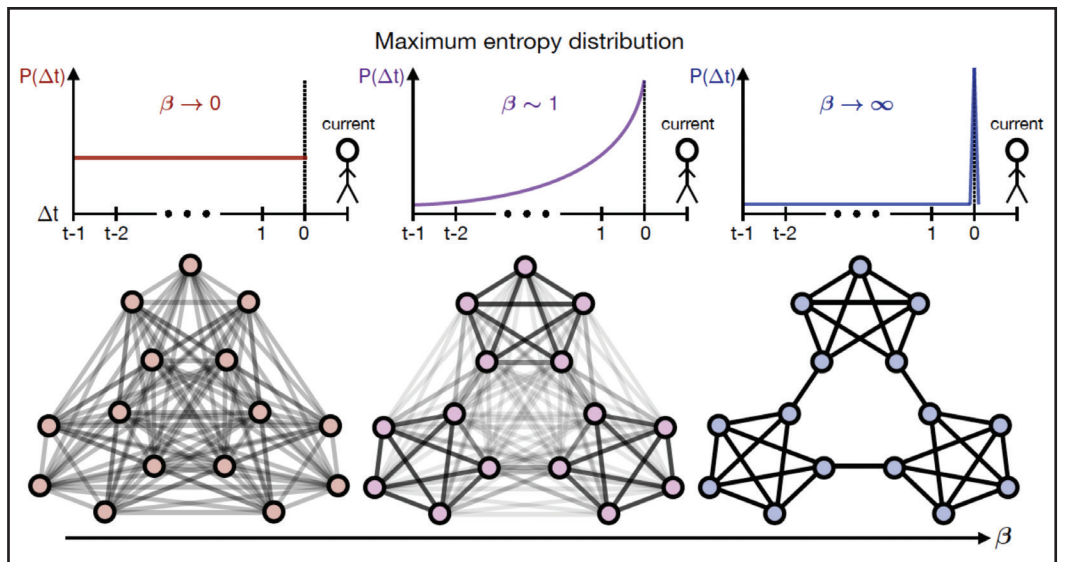 Maximum entropy distribution
P(Δt) β → 0 current
P(Δt) β ∼ 1 current
P(Δt) β → ∞ current
Δt t-1 t-2 • • • 1 0
t-1 t-2 • • • 1 0
t-1 t-2 • • • 1 0
β